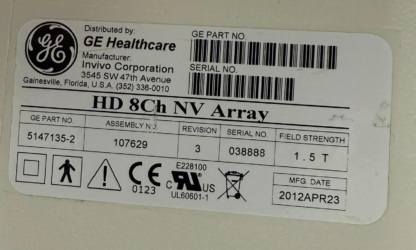 GE
Distributed by:
GE Healthcare
Manufacturer:
Invivo Corporation
3545 SW 47th Avenue
Gainesville, Florida, U.S.A. (352) 336-0010
GE PART NO.
SERIAL NO.
HD 8Ch NV Array
GE PART NO. ASSEMBLY NO. REVISION SERIAL NO. FIELD STRENGTH
5147135-2 107629 3 038888 1.5 T
CE
0123
E228100
c RU US
UL60601-1
MFG DATE
2012APR23